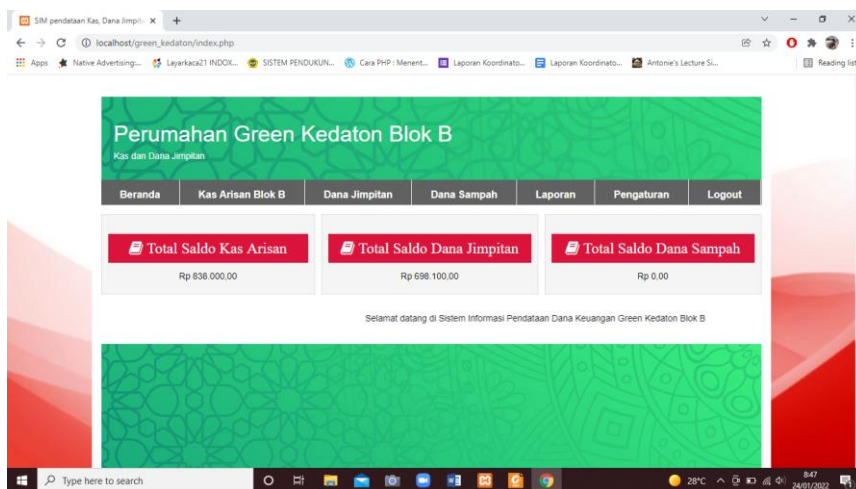 SIM pendataan Kas, Dana Jimpit
localhost/green_kedaton/index.php
Apps Native Advertising:... Layarkaca21 INDOX... SISTEM PENDUKUN... Cara PHP : Menent... Laporan Koordinato... Laporan Koordinato... Antonie's Lecture Si... Reading list
Perumahan Green Kedaton Blok B
Kas dan Dana Jimpitan
Beranda Kas Arisan Blok B Dana Jimpitan Dana Sampah Laporan Pengaturan Logout
Total Saldo Kas Arisan Total Saldo Dana Jimpitan Total Saldo Dana Sampah
Rp 838.000,00 Rp 698.100,00 Rp 0,00
Selamat datang di Sistem Informasi Pendataan Dana Keuangan Green Kedaton Blok B
Type here to search
28°C
8:47
24/01/2022